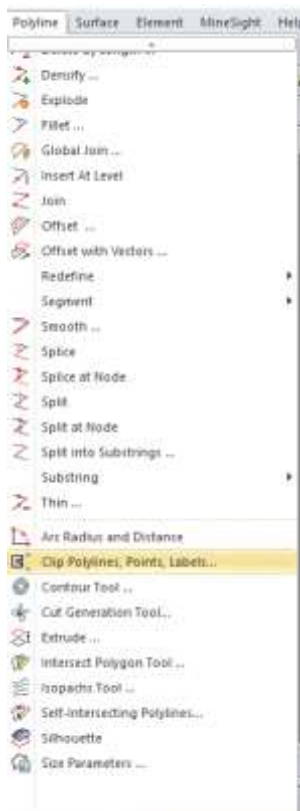 Polyline Surface Element MineSight Help
Densify ...
Explode
Fillet ...
Global Join ...
Insert At Level
Join
Offset ...
Offset with Vectors ...
Redefine
Segment
Smooth ...
Splice
Splice at Node
Split
Split at Node
Split into Substrings ...
Substring
Thin ...
Arc Radius and Distance
Clip Polylines, Points, Labels...
Contour Tool ...
Cut Generation Tool...
Extrude ...
Intersect Polygon Tool ...
Isopachs Tool ...
Self-Intersecting Polylines...
Silhouette
Size Parameters ...